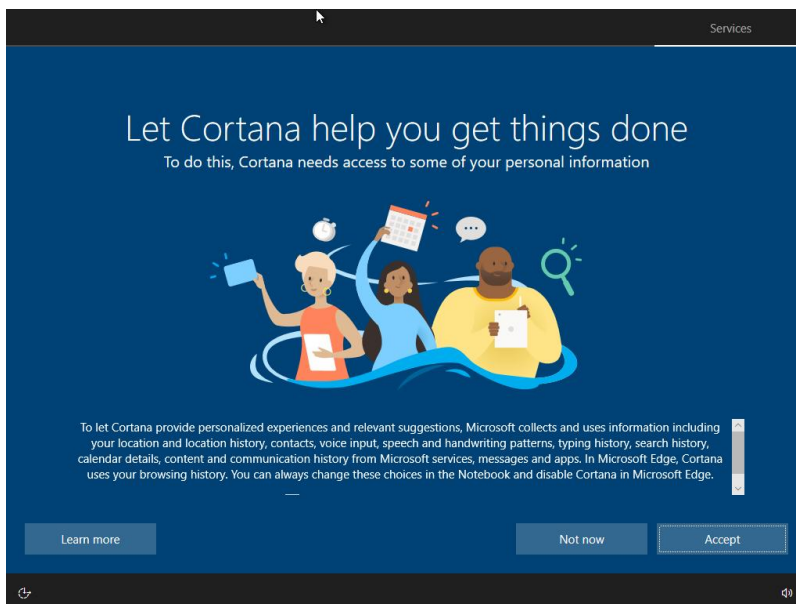 Services
Let Cortana help you get things done
To do this, Cortana needs access to some of your personal information
To let Cortana provide personalized experiences and relevant suggestions, Microsoft collects and uses information including
your location and location history, contacts, voice input, speech and handwriting patterns, typing history, search history,
calendar details, content and communication history from Microsoft services, messages and apps. In Microsoft Edge, Cortana
uses your browsing history. You can always change these choices in the Notebook and disable Cortana in Microsoft Edge.
Learn more
Not now
Accept